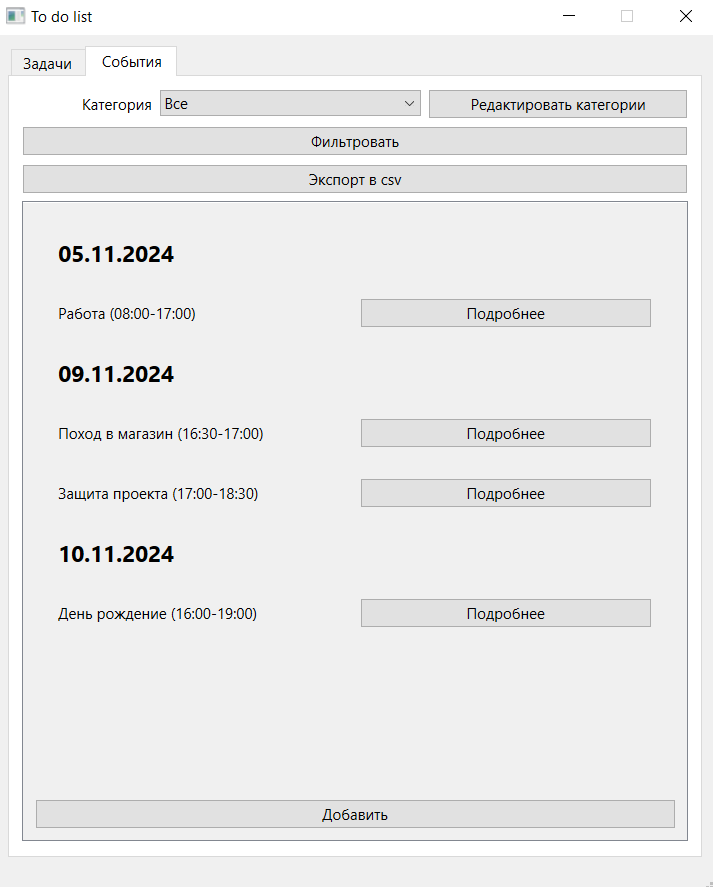 To do list
Задачи
События
Категория
Все
Редактировать категории
Фильтровать
Экспорт в csv
05.11.2024
Работа (08:00-17:00)
Подробнее
09.11.2024
Поход в магазин (16:30-17:00)
Подробнее
Защита проекта (17:00-18:30)
Подробнее
10.11.2024
День рождение (16:00-19:00)
Подробнее
Добавить